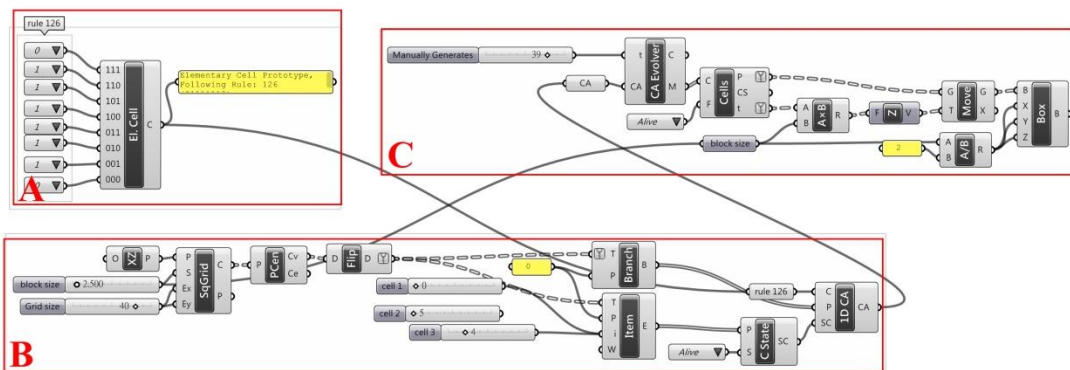 rule 126
0
1
1
1
1
1
1
111
110
101
100
011
010
001
000
El. Cell
C
Elementary Cell Prototype,
Following Rule: 126
A
Manually Generates
39
CA
t
CA
CA Evolver
C
M
C
F
Cells
P
CS
t
Alive
A
B
A×B
R
F
Z
V
G
T
Move
G
X
B
X
Y
Z
Box
B
block size
2
A
B
A/B
R
C
O
XZ
P
block size
2.500
Grid size
40
P
S
Ex
Ey
SqGrid
C
P
P
PCen
Cv
Ce
D
Flip
D
0
cell 1
0
cell 2
5
cell 3
4
T
P
Branch
B
T
P
i
W
Item
E
rule 126
Alive
P
S
C State
SC
C
P
SC
1D CA
CA
B